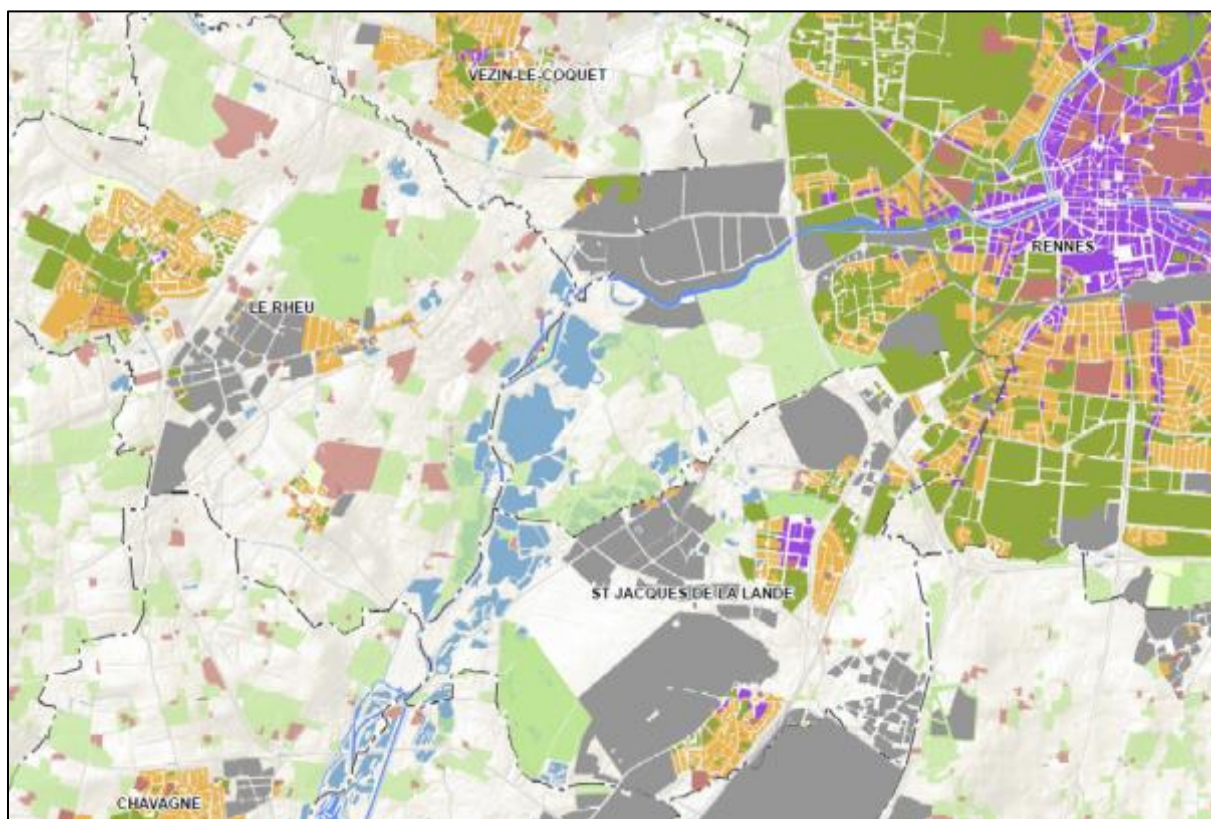 VEZIN-LE-COQUET
RENNES
LE RHEU
ST JACQUES DE LA LANDE
CHAVAGNE